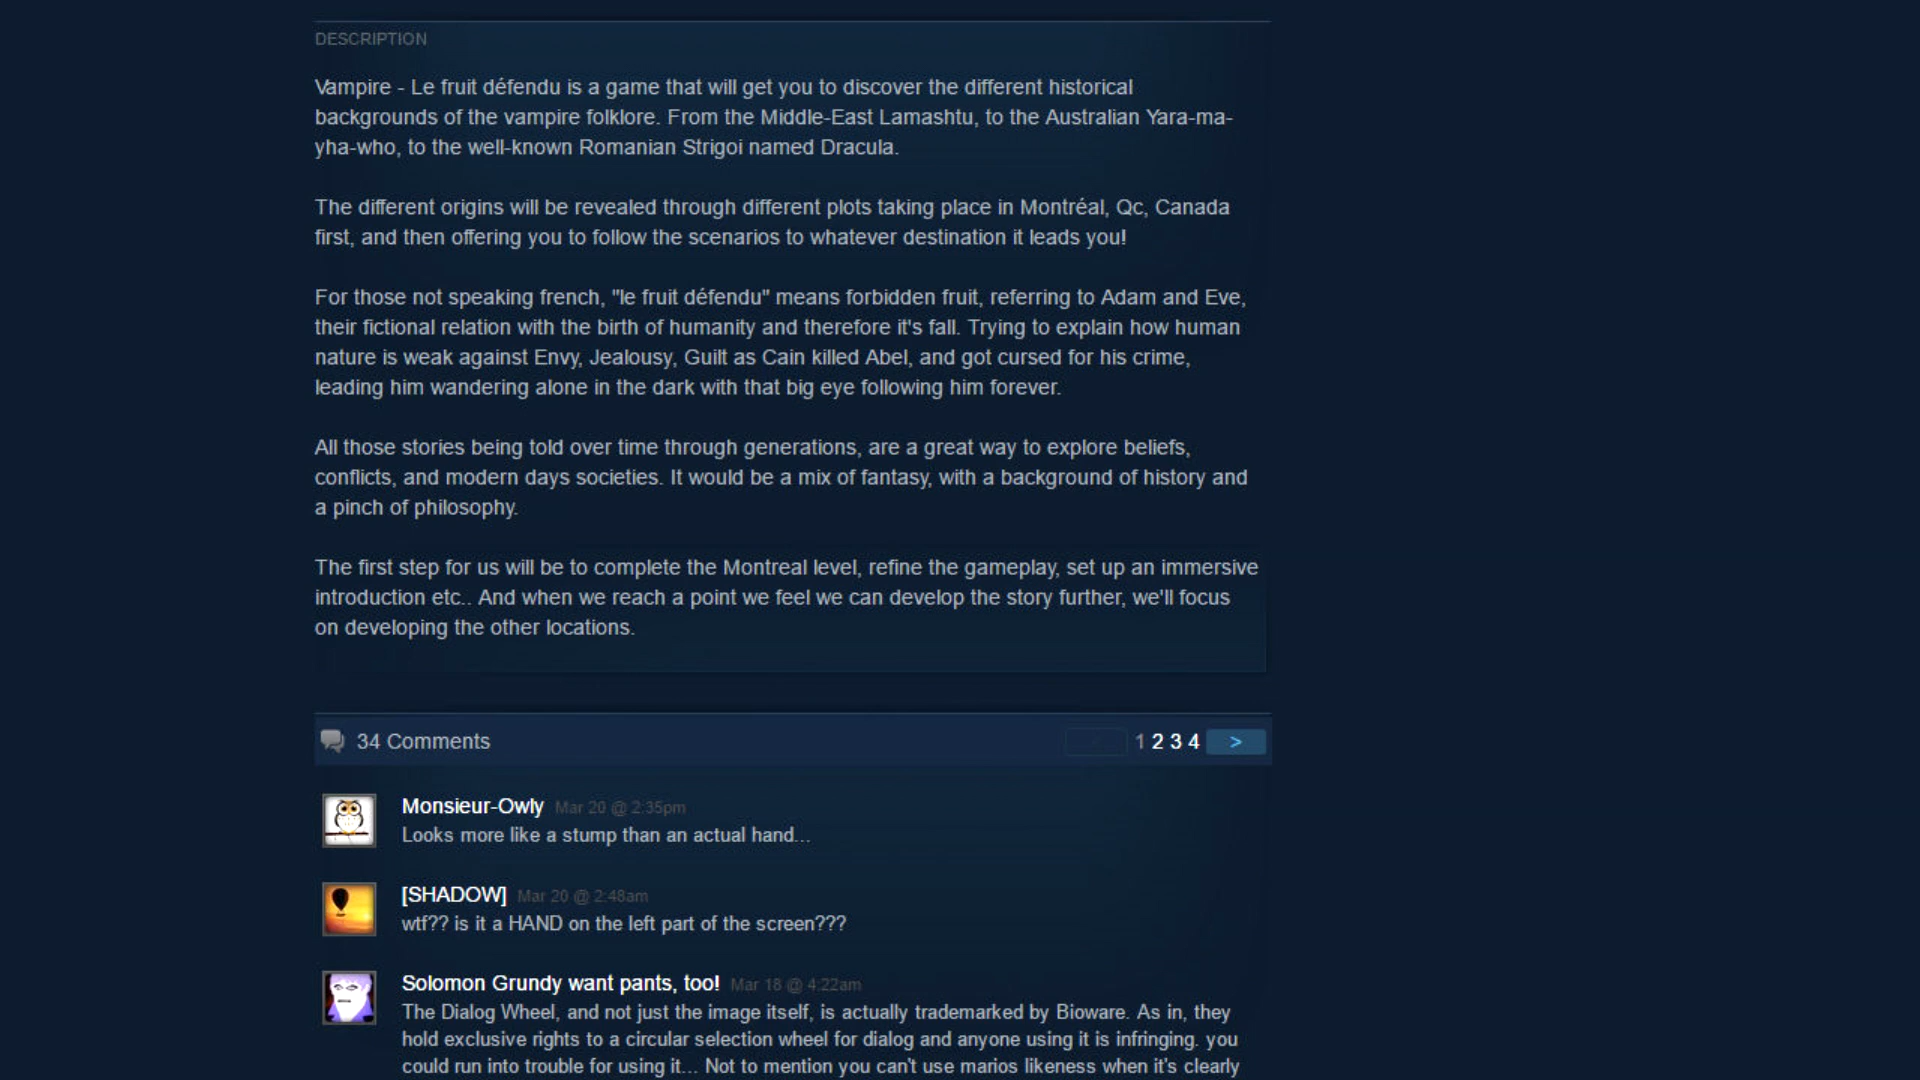 DESCRIPTION
Vampire - Le fruit défendu is a game that will get you to discover the different historical
backgrounds of the vampire folklore. From the Middle-East Lamashtu, to the Australian Yara-ma-
yha-who, to the well-known Romanian Strigoi named Dracula.
The different origins will be revealed through different plots taking place in Montréal, Qc, Canada
first, and then offering you to follow the scenarios to whatever destination it leads you!
For those not speaking french, "le fruit défendu" means forbidden fruit, referring to Adam and Eve,
their fictional relation with the birth of humanity and therefore it's fall. Trying to explain how human
nature is weak against Envy, Jealousy, Guilt as Cain killed Abel, and got cursed for his crime,
leading him wandering alone in the dark with that big eye following him forever.
All those stories being told over time through generations, are a great way to explore beliefs,
conflicts, and modern days societies. It would be a mix of fantasy, with a background of history and
a pinch of philosophy.
The first step for us will be to complete the Montreal level, refine the gameplay, set up an immersive
introduction etc.. And when we reach a point we feel we can develop the story further, we'll focus
on developing the other locations.
34 Comments < 1 2 3 4 >
Monsieur-Owly Mar 20 @ 2:35pm
Looks more like a stump than an actual hand...
[SHADOW] Mar 20 @ 2:48am
wtf?? is it a HAND on the left part of the screen???
Solomon Grundy want pants, too! Mar 18 @ 4:22am
The Dialog Wheel, and not just the image itself, is actually trademarked by Bioware. As in, they
hold exclusive rights to a circular selection wheel for dialog and anyone using it is infringing. you
could run into trouble for using it... Not to mention you can't use marios likeness when it's clearly